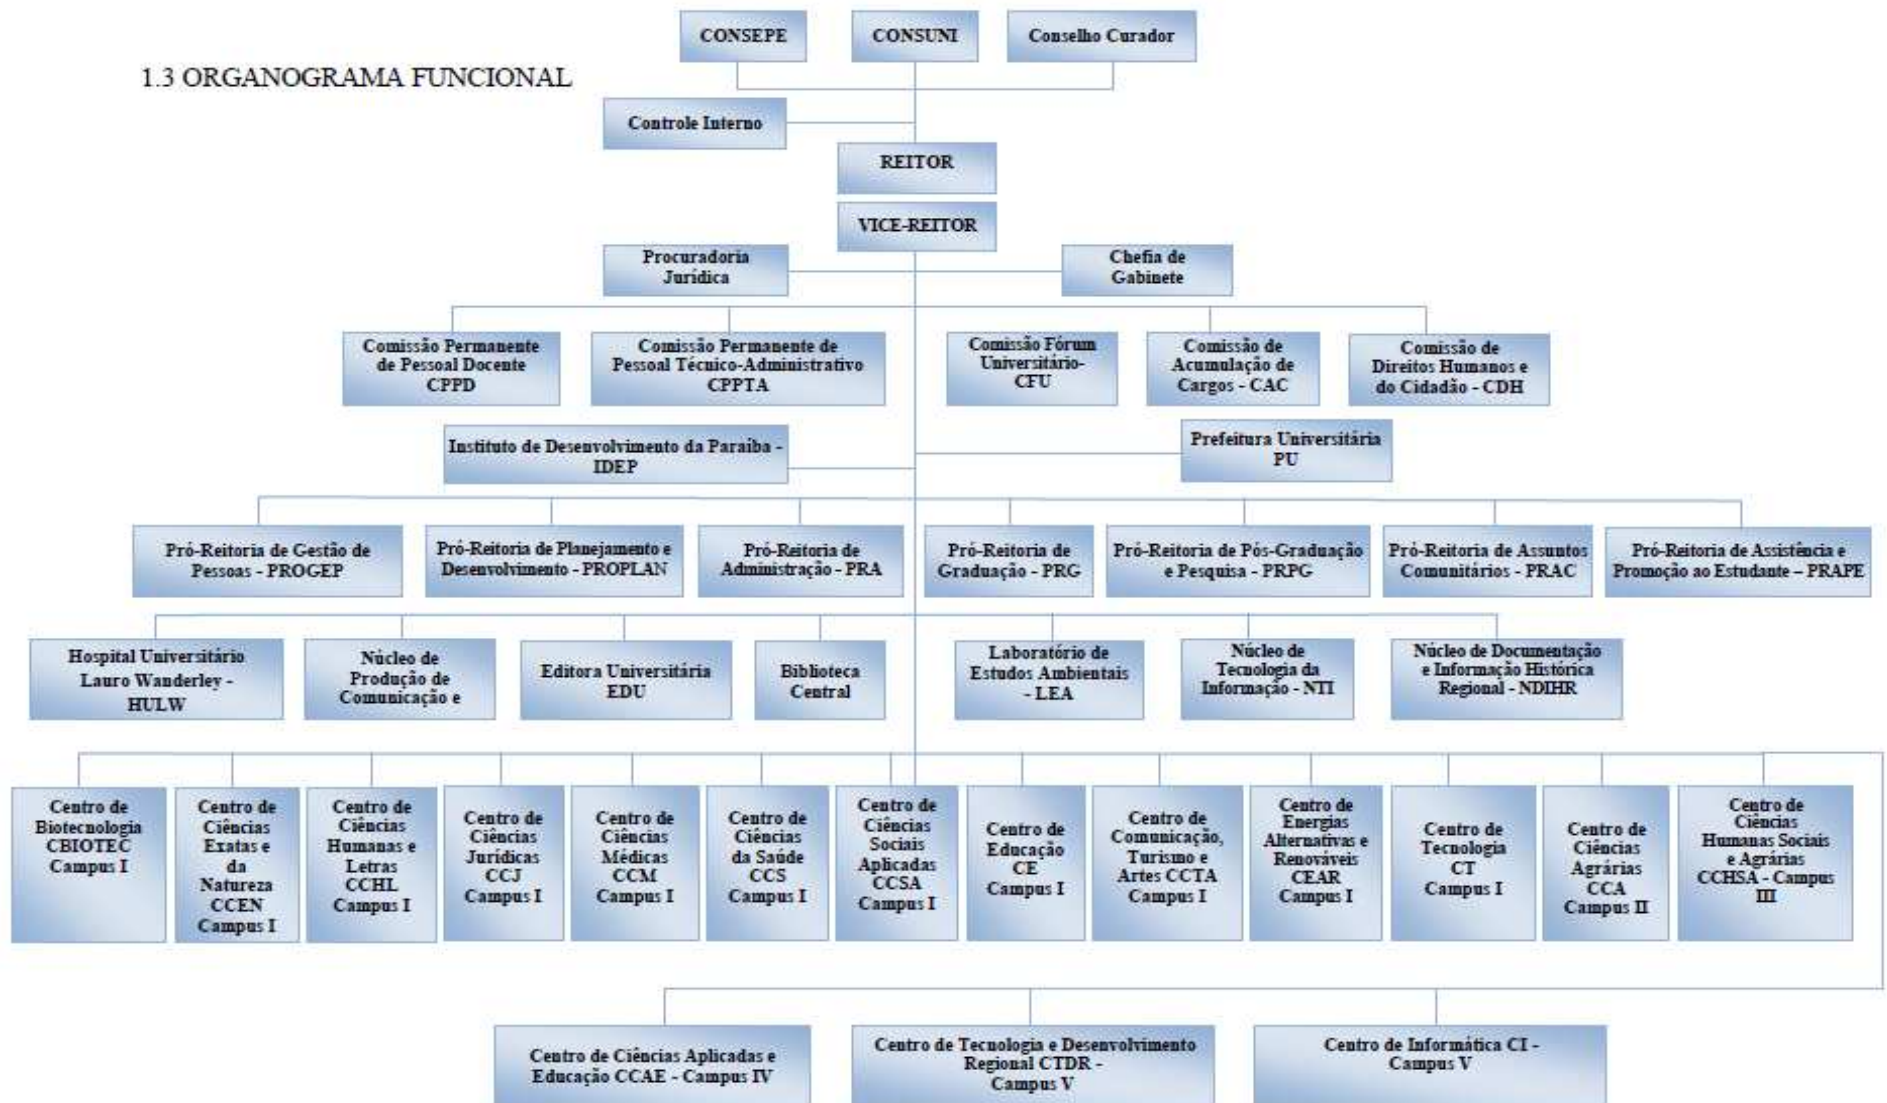 CONSEPE
CONSUNI
Conselho Curador
1.3 ORGANOGRAMA FUNCIONAL
Controle Interno
REITOR
VICE-REITOR
Procuradoria
Jurídica
Chefia de
Gabinete
Comissão Permanente
de Pessoal Docente
CPPD
Comissão Permanente de
Pessoal Técnico-Administrativo
CPPTA
Comissão Fórum
Universitário-
CFU
Comissão de
Acumulação de
Cargos - CAC
Comissão de
Direitos Humanos e
do Cidadão - CDH
Instituto de Desenvolvimento da Paraíba -
IDEP
Prefeitura Universitária
PU
Pró-Reitoria de Gestão de
Pessoas - PROGEP
Pró-Reitoria de Planejamento e
Desenvolvimento - PROPLAN
Pró-Reitoria de
Administração - PRA
Pró-Reitoria de
Graduação - PRG
Pró-Reitoria de Pós-Graduação
e Pesquisa - PRPG
Pró-Reitoria de Assuntos
Comunitários - PRAC
Pró-Reitoria de Assistência e
Promoção ao Estudante – PRAPE
Hospital Universitário
Lauro Wanderley -
HULW
Núcleo de
Produção de
Comunicação e
Editora Universitária
EDU
Biblioteca
Central
Laboratório de
Estudos Ambientais
- LEA
Núcleo de
Tecnologia da
Informação - NTI
Núcleo de Documentação
e Informação Histórica
Regional - NDIHR
Centro de
Biotecnologia
CBIOTEC
Campus I
Centro de
Ciências
Exatas e
da
Natureza
CCEN
Campus I
Centro de
Ciências
Humanas e
Letras
CCHL
Campus I
Centro de
Ciências
Jurídicas
CCJ
Campus I
Centro de
Ciências
Médicas
CCM
Campus I
Centro de
Ciências
da Saúde
CCS
Campus I
Centro de
Ciências
Sociais
Aplicadas
CCSA
Campus I
Centro de
Educação
CE
Campus I
Centro de
Comunicação,
Turismo e
Artes CCTA
Campus I
Centro de
Energias
Alternativas e
Renováveis
CEAR
Campus I
Centro de
Tecnologia
CT
Campus I
Centro de
Ciências
Agrárias
CCA
Campus II
Centro de
Ciências
Humanas Sociais
e Agrárias
CCHSA - Campus
III
Centro de Ciências Aplicadas e
Educação CCAE - Campus IV
Centro de Tecnologia e Desenvolvimento
Regional CTDR -
Campus V
Centro de Informática CI -
Campus V